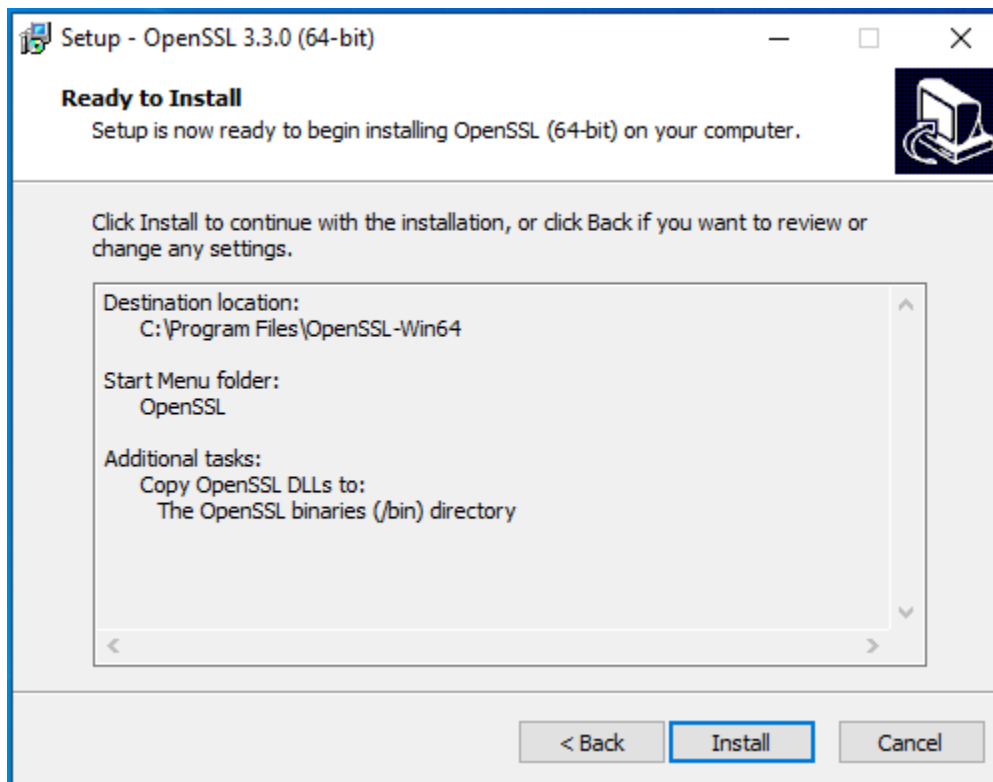 Setup - OpenSSL 3.3.0 (64-bit)
Ready to Install
Setup is now ready to begin installing OpenSSL (64-bit) on your computer.
Click Install to continue with the installation, or click Back if you want to review or
change any settings.
Destination location:
C:\Program Files\OpenSSL-Win64
Start Menu folder:
OpenSSL
Additional tasks:
Copy OpenSSL DLLs to:
The OpenSSL binaries (/bin) directory
< Back Install Cancel